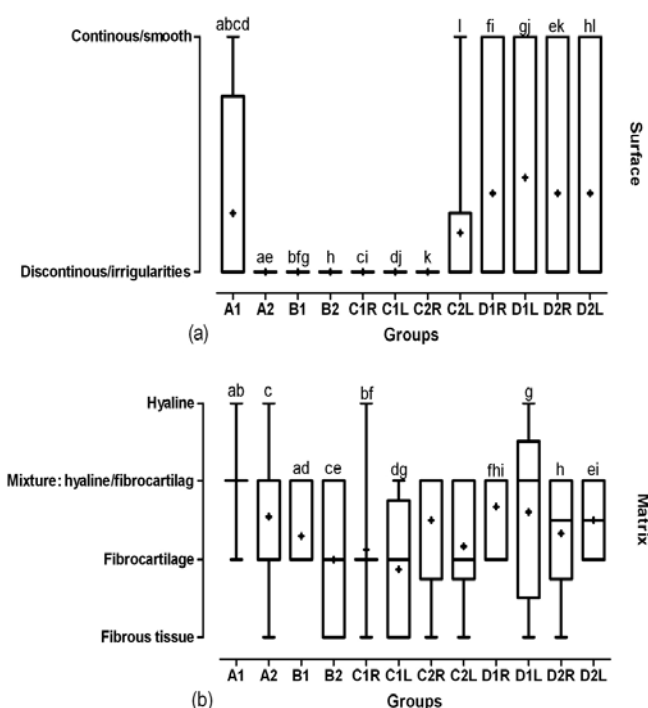 abcd
l fi gj ek hl
Continous/smooth
Surface
ae bfg h ci dj k
Discontinous/irrigularities
A1 A2 B1 B2 C1R C1L C2R C2L D1R D1L D2R D2L
(a)
Groups
ab c bf g
Hyaline
Mixture: hyaline/fibrocartilag
ad ce dg fhi h ei
Matrix
Fibrocartilage
Fibrous tissue
A1 A2 B1 B2 C1R C1L C2R C2L D1R D1L D2R D2L
(b)
Groups